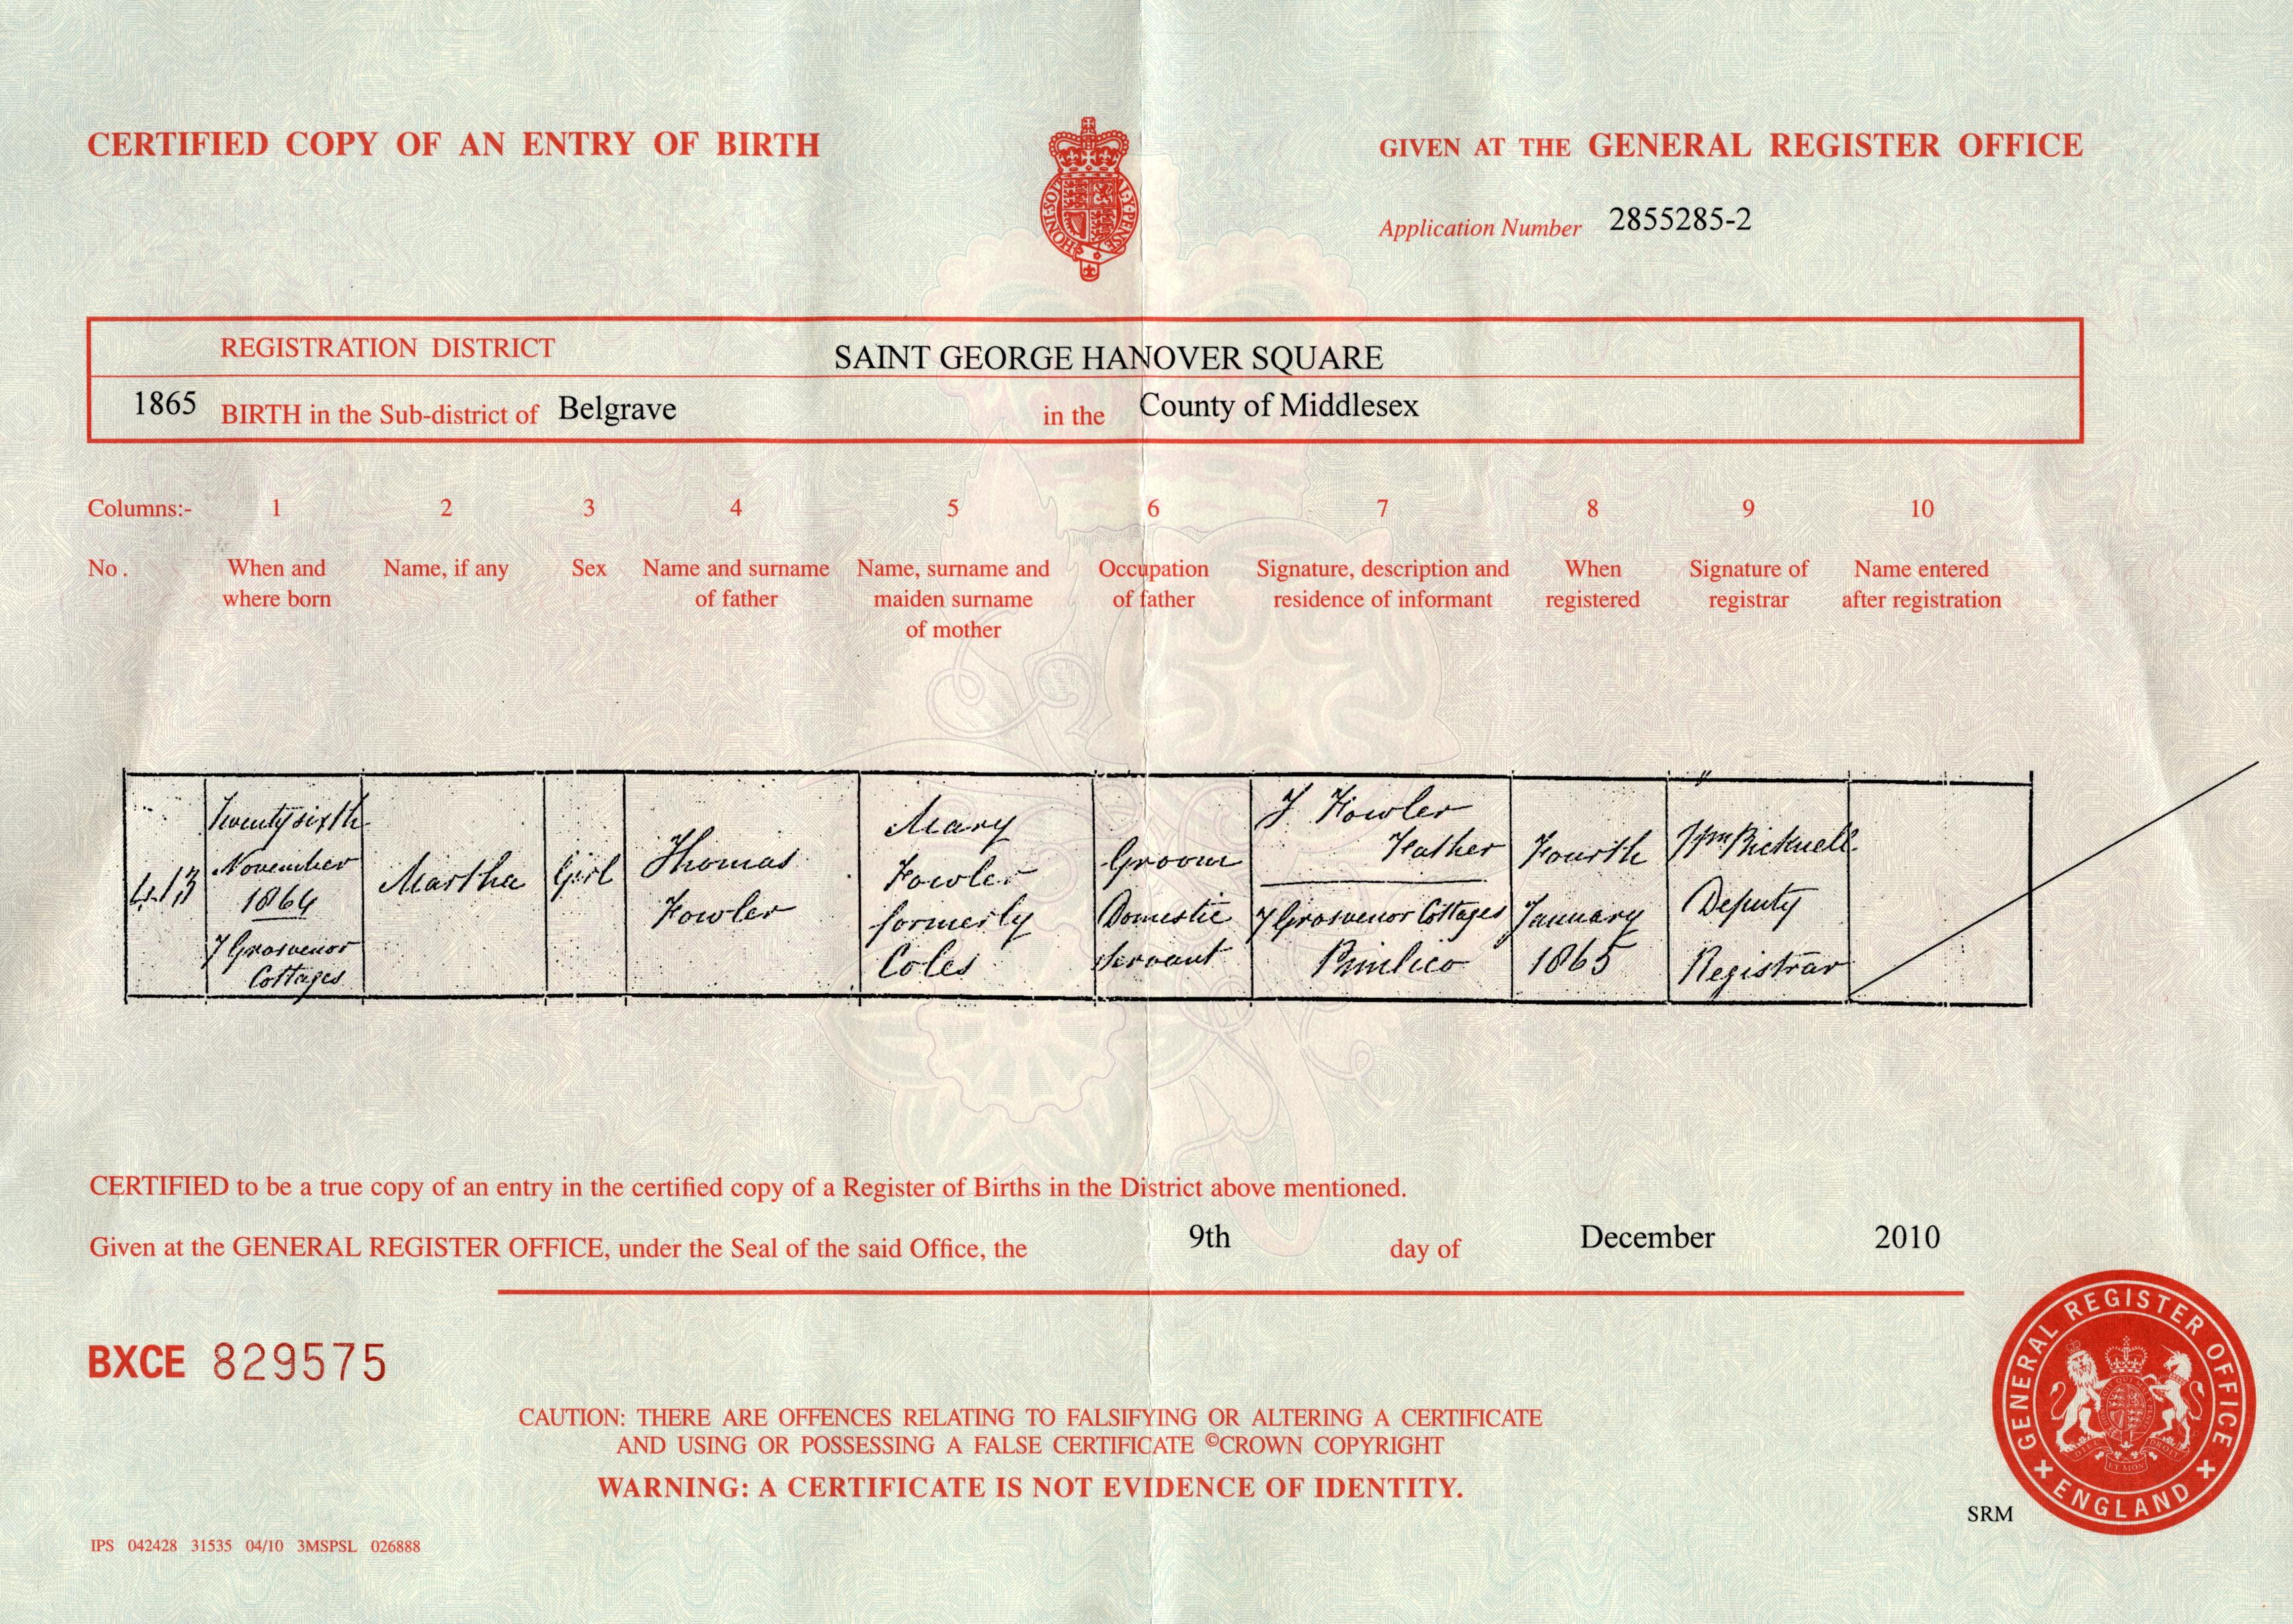 CERTIFIED COPY OF AN ENTRY OF BIRTH
GIVEN AT THE GENERAL REGISTER OFFICE
HONI·SOIT
Y·PENSE
Application Number 2855285-2
REGISTRATION DISTRICT SAINT GEORGE HANOVER SQUARE
1865 BIRTH in the Sub-district of Belgrave in the County of Middlesex
Columns:- 1 2 3 4 5 6 7 8 9 10
No. When and where born
Name, if any
Sex
Name and surname of father
Name, surname and maiden surname of mother
Occupation of father
Signature, description and residence of informant
When registered
Signature of registrar
Name entered after registration
413
Twenty sixth
November
1864
7 Grosvenor
Cottages
Martha
Girl
Thomas
Fowler
Mary
Fowler
formerly
Coles
Groom
Domestic
Servant
T Fowler
Father
7 Grosvenor Cottages
Pimlico
Fourth
January
1865
Wm Bicknell
Deputy
Registrar
CERTIFIED to be a true copy of an entry in the certified copy of a Register of Births in the District above mentioned.
Given at the GENERAL REGISTER OFFICE, under the Seal of the said Office, the 9th day of December 2010
BXCE 829575
CAUTION: THERE ARE OFFENCES RELATING TO FALSIFYING OR ALTERING A CERTIFICATE
AND USING OR POSSESSING A FALSE CERTIFICATE ©CROWN COPYRIGHT
WARNING: A CERTIFICATE IS NOT EVIDENCE OF IDENTITY.
GENERAL REGISTER OFFICE
ENGLAND
SRM
IPS 042428 31535 04/10 3MSPSL 026888